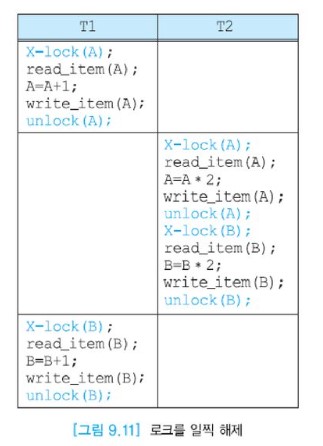 T1 T2
X-lock(A);
read_item(A);
A=A+1;
write_item(A);
unlock(A);
X-lock(A);
read_item(A);
A=A*2;
write_item(A);
unlock(A);
X-lock(B);
read_item(B);
B=B*2;
write_item(B);
unlock(B);
X-lock(B);
read_item(B);
B=B+1;
write_item(B);
unlock(B);
[그림 9.11] 로크를 일찍 해제